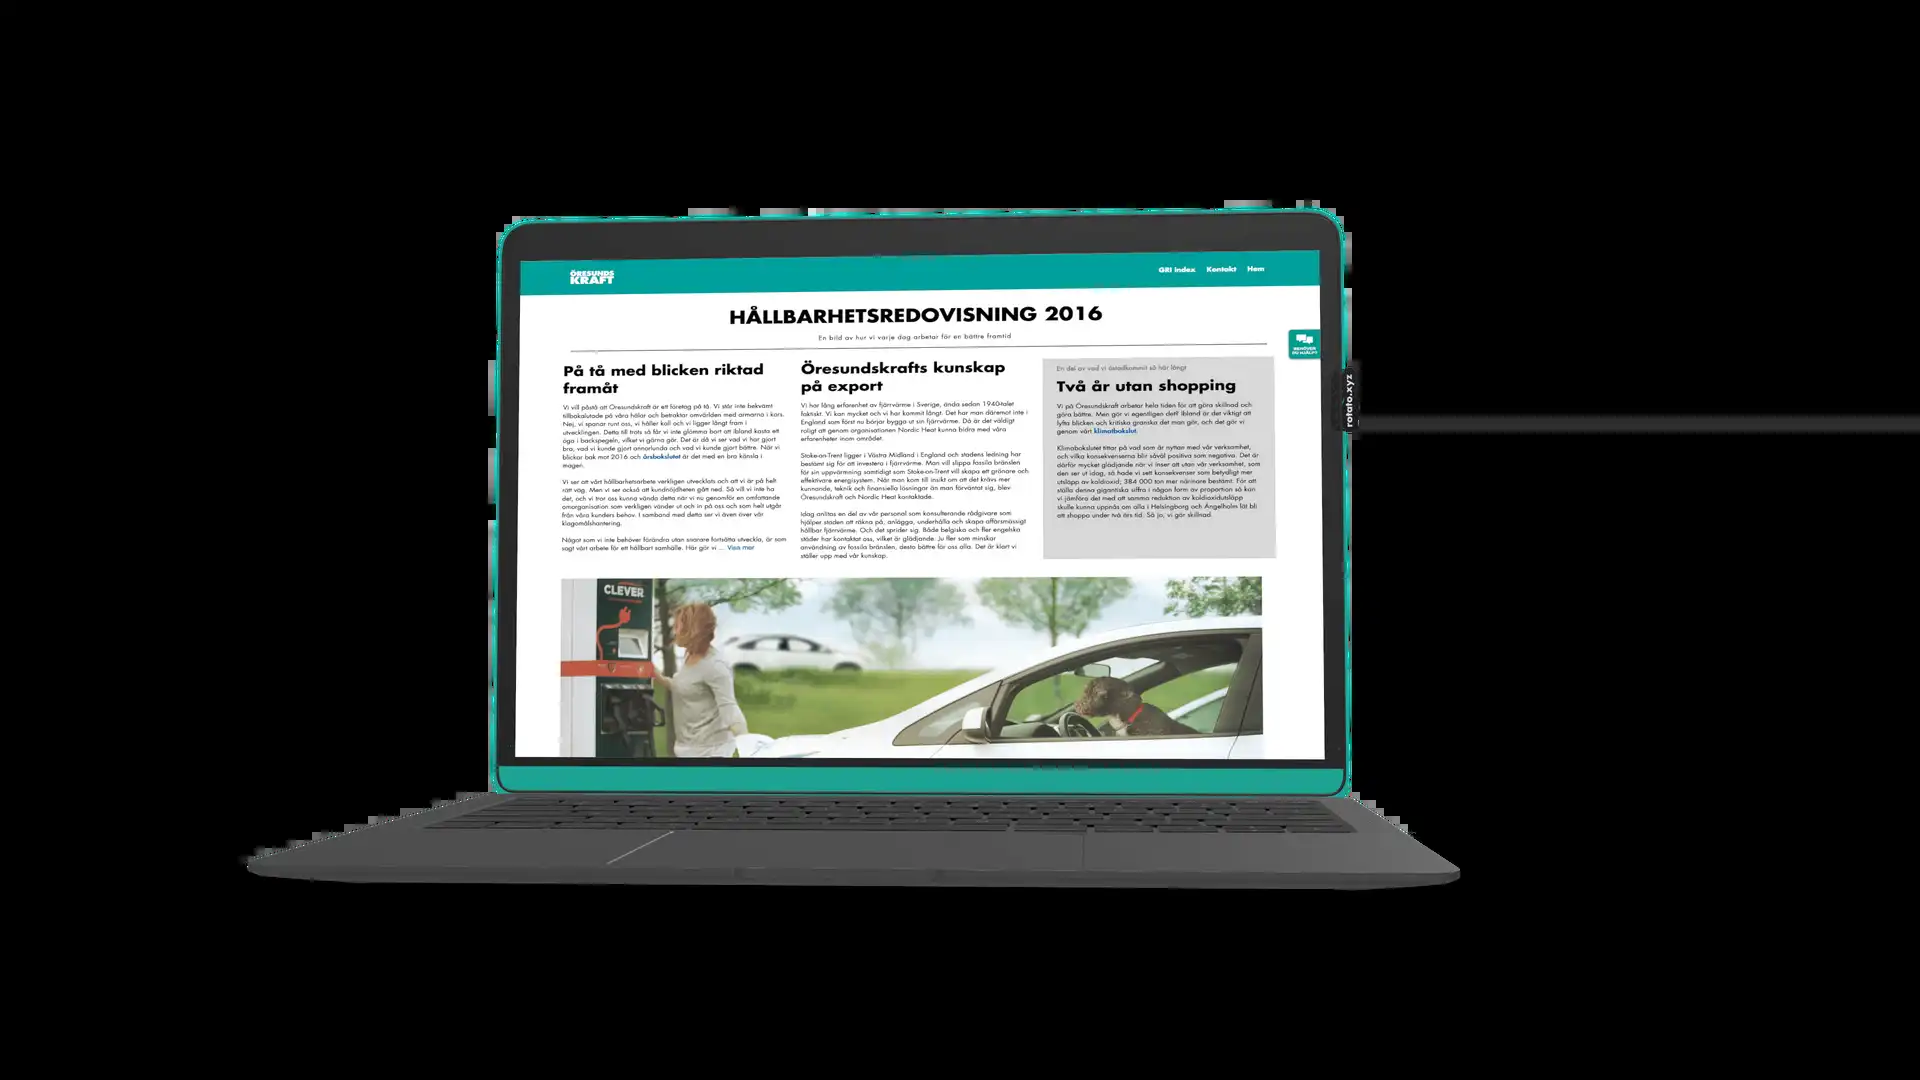 ÖRESUNDS
KRAFT
GRI index Kontakt Hem
HÅLLBARHETSREDOVISNING 2016
En bild av hur vi varje dag arbetar för en bättre framtid
BEHÖVER
DU HJÄLP?
rotato.xyz
På tå med blicken riktad
framåt
Vi vill påstå att Öresundskraft är ett företag på tå. Vi står inte bekvämt
tillbakalutade på våra hälar och betraktar omvärlden med armarna i kors.
Nej, vi spanar runt oss, vi håller koll och vi ligger långt fram i
utvecklingen. Detta till trots så får vi inte glömma bort att ibland kasta ett
öga i backspegeln, vilket vi gärna gör. Det är då vi ser vad vi har gjort
bra, vad vi kunde gjort annorlunda och vad vi kunde gjort bättre. När vi
blickar bak mot 2016 och årsbokslutet är det med en bra känsla i
magen.
Vi ser att vårt hållbarhetsarbete verkligen utvecklats och att vi är på helt
rätt väg. Men vi ser också att kundnöjdheten gått ned. Så vill vi inte ha
det, och vi tror oss kunna vända detta när vi nu genomför en omfattande
omorganisation som verkligen vänder ut och in på oss och som helt utgår
från våra kunders behov. I samband med detta ser vi även över vår
klagomålshantering.
Något som vi inte behöver förändra utan snarare fortsätta utveckla, är som
sagt vårt arbete för ett hållbart samhälle. Här gör vi ... Visa mer
Öresundskrafts kunskap
på export
Vi har lång erfarenhet av fjärrvärme i Sverige, ända sedan 1940-talet
faktiskt. Vi kan mycket och vi har kommit långt. Det har man däremot inte i
England som först nu börjar bygga ut sin fjärrvärme. Då är det väldigt
roligt att genom organisationen Nordic Heat kunna bidra med våra
erfarenheter inom området.
Stoke-on-Trent ligger i Västra Midland i England och stadens ledning har
bestämt sig för att investera i fjärrvärme. Man vill slippa fossila bränslen
för sin uppvärmning samtidigt som Stoke-on-Trent vill skapa ett grönare och
effektivare energisystem. När man kom till insikt om att det krävs mer
kunnande, teknik och finansiella lösningar än man förväntat sig, blev
Öresundskraft och Nordic Heat kontaktade.
Idag anlitas en del av vår personal som konsulterande rådgivare som
hjälper staden att räkna på, anlägga, underhålla och skapa affärsmässigt
hållbar fjärrvärme. Och det sprider sig. Både belgiska och fler engelska
städer har kontaktat oss, vilket är glädjande. Ju fler som minskar
användning av fossila bränslen, desto bättre för oss alla. Det är klart vi
ställer upp med vår kunskap.
En del av vad vi åstadkommit så här långt
Två år utan shopping
Vi på Öresundskraft arbetar hela tiden för att göra skillnad och
göra bättre. Men gör vi egentligen det? Ibland är det viktigt att
lyfta blicken och kritiska granska det man gör, och det gör vi
genom vårt klimatbokslut.
Klimatbokslutet tittar på vad som är nyttan med vår verksamhet,
och vilka konsekvenserna blir såväl positiva som negativa. Det är
därför mycket glädjande när vi inser att utan vår verksamhet, som
den ser ut idag, så hade vi sett konsekvenser som betydligt mer
utsläpp av koldioxid; 384 000 ton mer närmare bestämt. För att
ställa denna gigantiska siffra i någon form av proportion så kan
vi jämföra det med att samma reduktion av koldioxidutsläpp
skulle kunna uppnås om alla i Helsingborg och Ängelholm lät bli
att shoppa under två års tid. Så jo, vi gör skillnad.
CLEVER